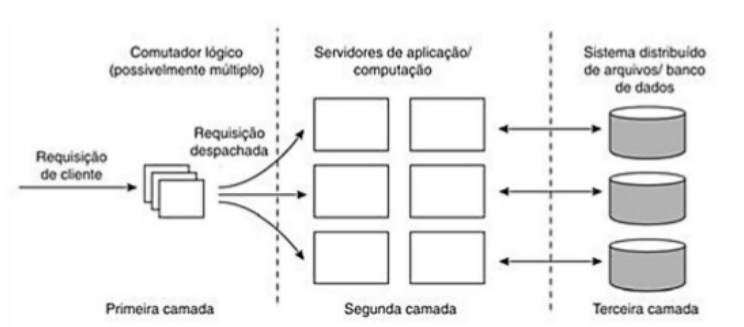 Comutador lógico
(possivelmente múltiplo)
Servidores de aplicação/
computação
Sistema distribuído
de arquivos/ banco
de dados
Requisição
despachada
Requisição
de cliente
Primeira camada
Segunda camada
Terceira camada